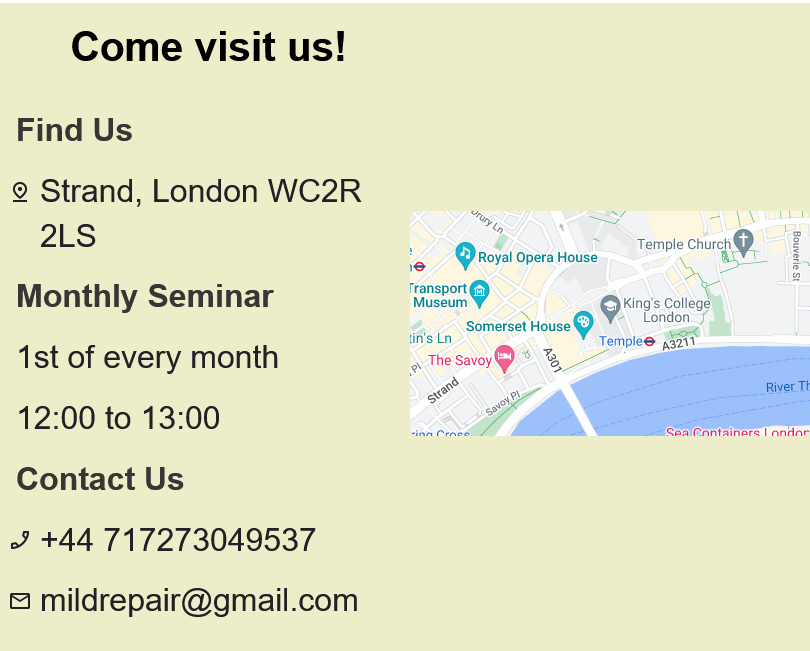 Come visit us!
Find Us
Strand, London WC2R
2LS
Monthly Seminar
1st of every month
12:00 to 13:00
Contact Us
+44 717273049537
mildrepair@gmail.com
Drury Ln
Royal Opera House
Temple Church
Bouverie St
Transport
Museum
King's College
London
Somerset House
tin's Ln
Temple
A3211
The Savoy
A301
Pl
Strand
Savoy Pl
River Th
ring Cross
Sea Containers London